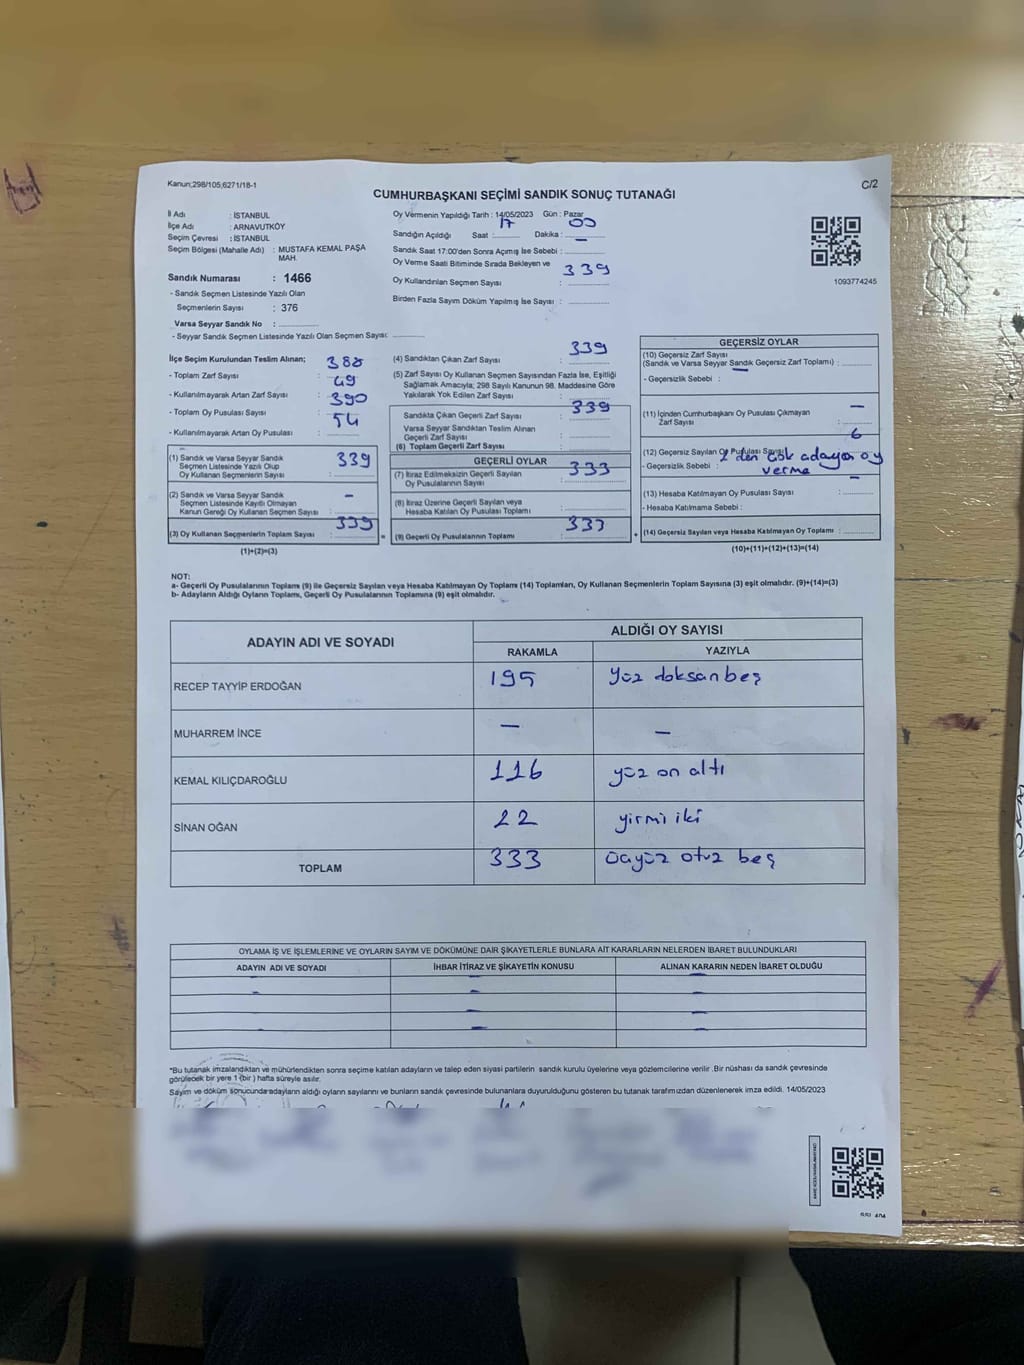 Kanun;298/105;6271/18-1
C/2
CUMHURBAŞKANI SEÇİMİ SANDIK SONUÇ TUTANAĞI
İl Adı : İSTANBUL
İlçe Adı : ARNAVUTKÖY
Seçim Çevresi : İSTANBUL
Seçim Bölgesi (Mahalle Adı) : MUSTAFA KEMAL PAŞA
MAH.
Sandık Numarası : 1466
- Sandık Seçmen Listesinde Yazılı Olan
Seçmenlerin Sayısı : 376
Varsa Seyyar Sandık No :
- Seyyar Sandık Seçmen Listesinde Yazılı Olan Seçmen Sayısı:
Oy Vermenin Yapıldığı Tarih : 14/05/2023 Gün : Pazar
Sandığın Açıldığı Saat : 17 Dakika : 00
Sandık Saat 17:00'den Sonra Açımış İse Sebebi : —
Oy Verme Saati Bitiminde Sırada Bekleyen ve
Oy Kullandırılan Seçmen Sayısı : 339
Birden Fazla Sayım Döküm Yapılmış İse Sayısı :
1093774245
İlçe Seçim Kurulundan Teslim Alınan;
- Toplam Zarf Sayısı : 388
- Kullanılmayarak Artan Zarf Sayısı : 49
- Toplam Oy Pusulası Sayısı : 390
- Kullanılmayarak Artan Oy Pusulası : 54
(1) Sandık ve Varsa Seyyar Sandık
Seçmen Listesinde Yazılı Olup
Oy Kullanan Seçmenlerin Sayısı : 339
(2) Sandık ve Varsa Seyyar Sandık
Seçmen Listesinde Kayıtlı Olmayan
Kanun Gereği Oy Kullanan Seçmen Sayısı : —
(3) Oy Kullanan Seçmenlerin Toplam Sayısı : 339
(1)+(2)=(3)
(4) Sandıktan Çıkan Zarf Sayısı : 339
(5) Zarf Sayısı Oy Kullanan Seçmen Sayısından Fazla İse, Eşitliği
Sağlamak Amacıyla; 298 Sayılı Kanunun 98. Maddesine Göre
Yakılarak Yok Edilen Zarf Sayısı :
Sandıkta Çıkan Geçerli Zarf Sayısı : 339
Varsa Seyyar Sandıktan Teslim Alınan
Geçerli Zarf Sayısı :
(6) Toplam Geçerli Zarf Sayısı :
GEÇERLİ OYLAR
(7) İtiraz Edilmeksizin Geçerli Sayılan
Oy Pusulalarının Sayısı : 333
(8) İtiraz Üzerine Geçerli Sayılan veya
Hesaba Katılan Oy Pusulası Toplamı :
=
(9) Geçerli Oy Pusulalarının Toplamı : 333
+
GEÇERSİZ OYLAR
(10) Geçersiz Zarf Sayısı
(Sandık ve Varsa Seyyar Sandık Geçersiz Zarf Toplamı) :
- Geçersizlik Sebebi : —
(11) İçinden Cumhurbaşkanı Oy Pusulası Çıkmayan
Zarf Sayısı : —
(12) Geçersiz Sayılan Oy Pusulası Sayısı : 6
- Geçersizlik Sebebi : 2 den çok adaya oy
verme
(13) Hesaba Katılmayan Oy Pusulası Sayısı : —
- Hesaba Katılmama Sebebi :
(14) Geçersiz Sayılan veya Hesaba Katılmayan Oy Toplamı :
(10)+(11)+(12)+(13)=(14)
NOT:
a- Geçerli Oy Pusulalarının Toplamı (9) ile Geçersiz Sayılan veya Hesaba Katılmayan Oy Toplamı (14) Toplamları, Oy Kullanan Seçmenlerin Toplam Sayısına (3) eşit olmalıdır. (9)+(14)=(3)
b- Adayların Aldığı Oyların Toplamı, Geçerli Oy Pusulalarının Toplamına (9) eşit olmalıdır.
ADAYIN ADI VE SOYADI
ALDIĞI OY SAYISI
RAKAMLA YAZIYLA
RECEP TAYYİP ERDOĞAN 195 yüz doksan beş
MUHARREM İNCE — —
KEMAL KILIÇDAROĞLU 116 yüz on altı
SİNAN OĞAN 22 yirmi iki
TOPLAM 333 üçyüz otuz beş
OYLAMA İŞ VE İŞLEMLERİNE VE OYLARIN SAYIM VE DÖKÜMÜNE DAİR ŞİKAYETLERLE BUNLARA AİT KARARLARIN NELERDEN İBARET BULUNDUKLARI
ADAYIN ADI VE SOYADI İHBAR İTİRAZ VE ŞİKAYETİN KONUSU ALINAN KARARIN NEDEN İBARET OLDUĞU
*Bu tutanak imzalandıktan ve mühürlendikten sonra seçime katılan adayların ve talep eden siyasi partilerin sandık kurulu üyelerine veya gözlemcilerine verilir .Bir nüshası da sandık çevresinde
görülecek bir yere 1 (bir ) hafta süreyle asılır.
Sayım ve döküm sonucunda adayların aldığı oyların sayılarını ve bunların sandık çevresinde bulunanlara duyurulduğunu gösteren bu tutanak tarafımızdan düzenlenerek imza edildi. 14/05/2023